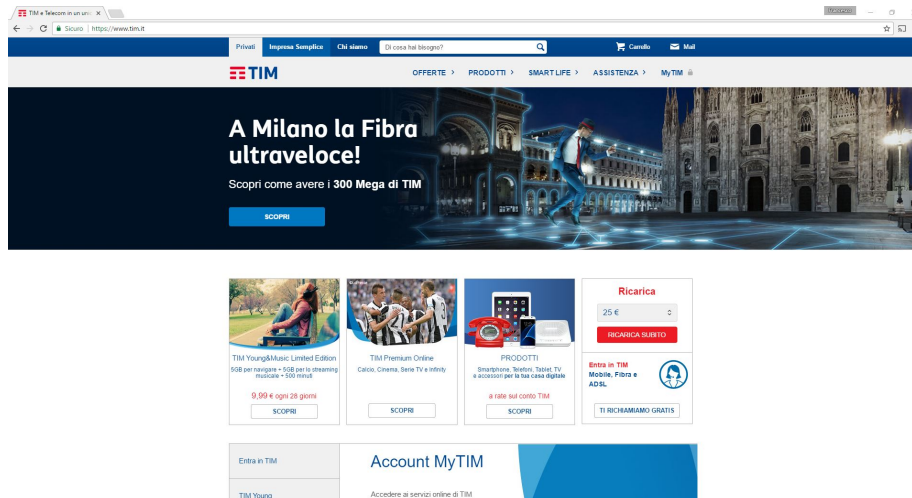 TIM e Telecom in un uni
Francesco
Sicuro | https://www.tim.it
Privati Impresa Semplice Chi siamo Di cosa hai bisogno? Carrello Mail
TIM OFFERTE > PRODOTTI > SMART LIFE > ASSISTENZA > MyTIM
A Milano la Fibra
ultraveloce!
Scopri come avere i 300 Mega di TIM
SCOPRI
TIM Young&Music Limited Edition
5GB per navigare + 5GB per lo streaming
musicale + 500 minuti
9,99 € ogni 28 giorni
SCOPRI
TIM Premium Online
Calcio, Cinema, Serie TV e Infinity
SCOPRI
PRODOTTI
Smartphone, Telefoni, Tablet, TV
e accessori per la tua casa digitale
a rate sul conto TIM
SCOPRI
Ricarica
25 €
RICARICA SUBITO
Entra in TIM
Mobile, Fibra e
ADSL
TI RICHIAMIAMO GRATIS
Entra in TIM
TIM Young
Account MyTIM
Accedere ai servizi online di TIM